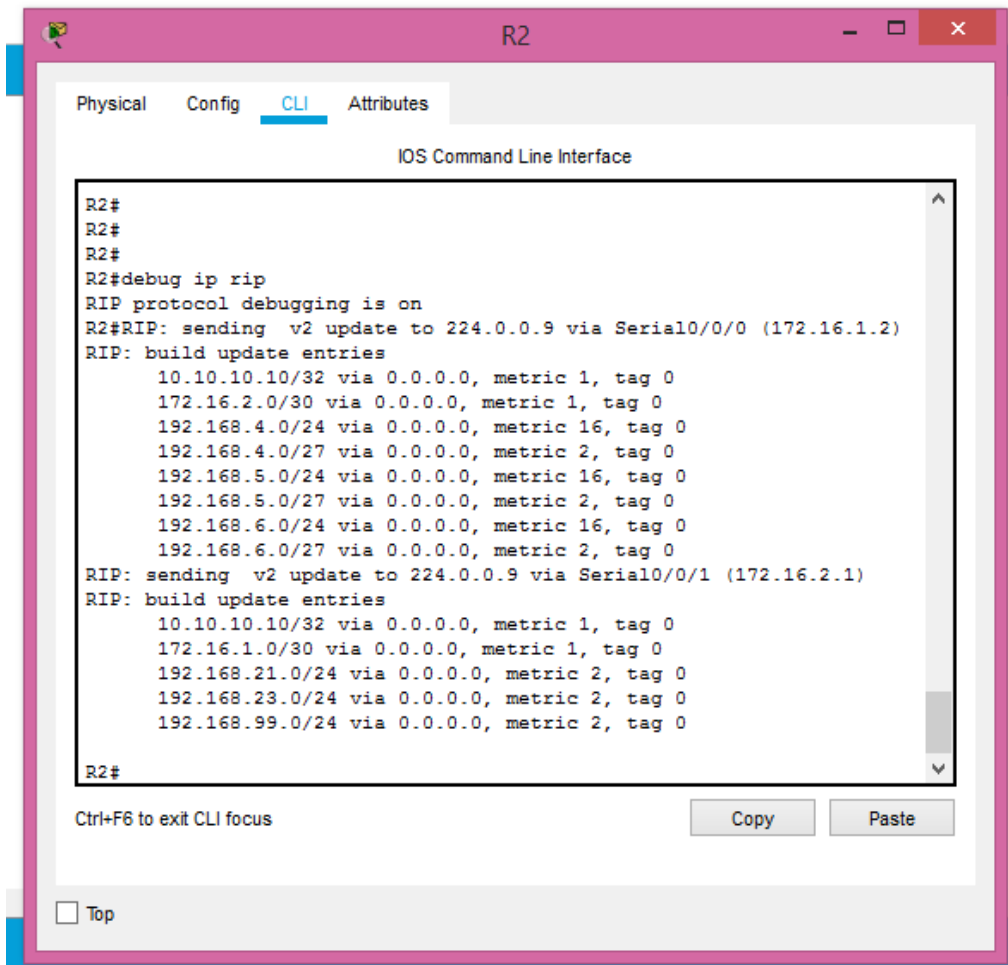 R2
Physical Config CLI Attributes
IOS Command Line Interface
R2#
R2#
R2#
R2#debug ip rip
RIP protocol debugging is on
R2#RIP: sending  v2 update to 224.0.0.9 via Serial0/0/0 (172.16.1.2)
RIP: build update entries
      10.10.10.10/32 via 0.0.0.0, metric 1, tag 0
      172.16.2.0/30 via 0.0.0.0, metric 1, tag 0
      192.168.4.0/24 via 0.0.0.0, metric 16, tag 0
      192.168.4.0/27 via 0.0.0.0, metric 2, tag 0
      192.168.5.0/24 via 0.0.0.0, metric 16, tag 0
      192.168.5.0/27 via 0.0.0.0, metric 2, tag 0
      192.168.6.0/24 via 0.0.0.0, metric 16, tag 0
      192.168.6.0/27 via 0.0.0.0, metric 2, tag 0
RIP: sending  v2 update to 224.0.0.9 via Serial0/0/1 (172.16.2.1)
RIP: build update entries
      10.10.10.10/32 via 0.0.0.0, metric 1, tag 0
      172.16.1.0/30 via 0.0.0.0, metric 1, tag 0
      192.168.21.0/24 via 0.0.0.0, metric 2, tag 0
      192.168.23.0/24 via 0.0.0.0, metric 2, tag 0
      192.168.99.0/24 via 0.0.0.0, metric 2, tag 0
R2#
Ctrl+F6 to exit CLI focus
Copy Paste
Top